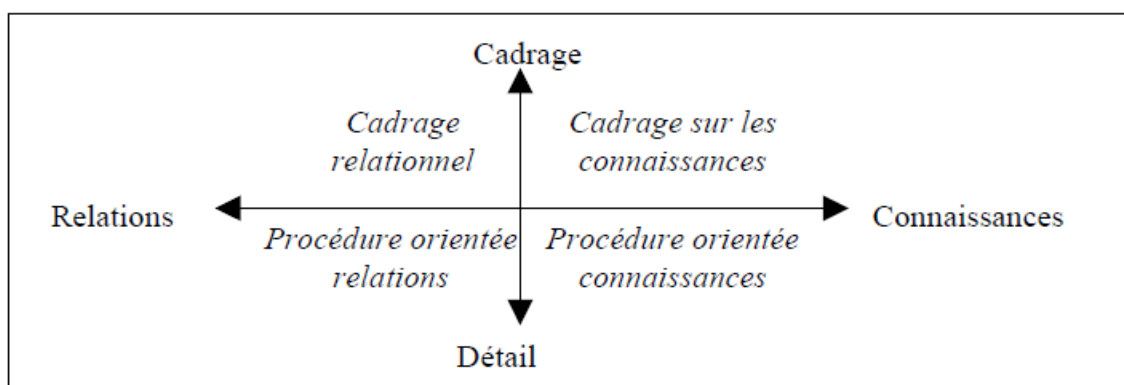 Cadrage
Cadrage
relationnel
Cadrage sur les
connaissances
Relations
Connaissances
Procédure orientée
relations
Procédure orientée
connaissances
Détail